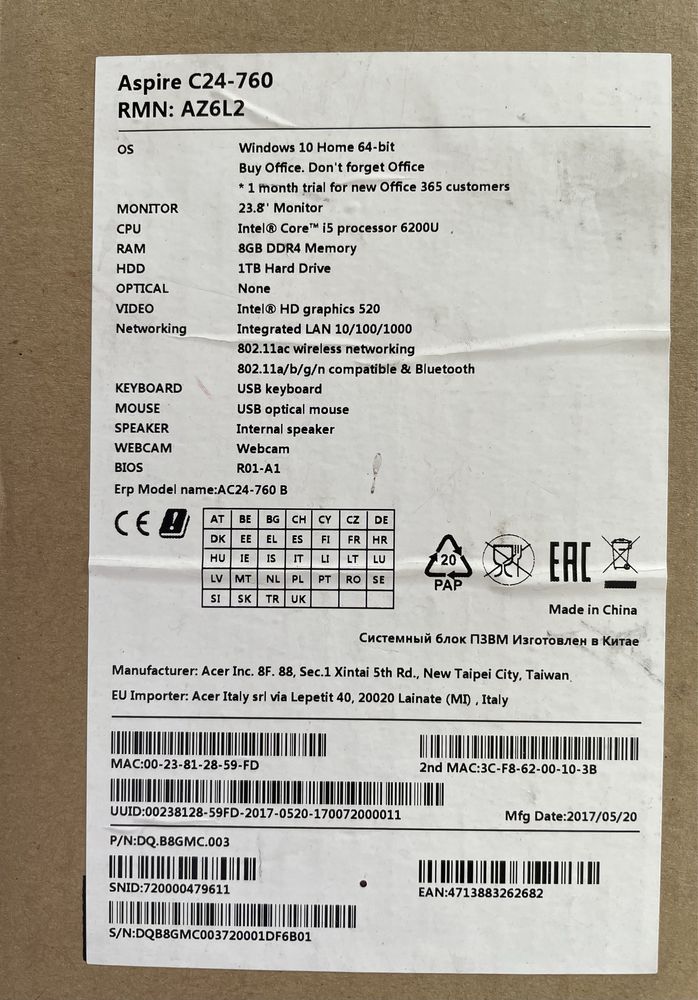 Aspire C24-760
RMN: AZ6L2
OS Windows 10 Home 64-bit
Buy Office. Don't forget Office
* 1 month trial for new Office 365 customers
MONITOR 23.8" Monitor
CPU Intel® Core™ i5 processor 6200U
RAM 8GB DDR4 Memory
HDD 1TB Hard Drive
OPTICAL None
VIDEO Intel® HD graphics 520
Networking Integrated LAN 10/100/1000
802.11ac wireless networking
802.11a/b/g/n compatible & Bluetooth
KEYBOARD USB keyboard
MOUSE USB optical mouse
SPEAKER Internal speaker
WEBCAM Webcam
BIOS R01-A1
Erp Model name:AC24-760 B
CE
AT BE BG CH CY CZ DE
DK EE EL ES FI FR HR
HU IE IS IT LI LT LU
LV MT NL PL PT RO SE
SI SK TR UK
20
PAP
EAC
Made in China
Системный блок ПЗВМ Изготовлен в Китае
Manufacturer: Acer Inc. 8F. 88, Sec.1 Xintai 5th Rd., New Taipei City, Taiwan.
EU Importer: Acer Italy srl via Lepetit 40, 20020 Lainate (MI) , Italy
MAC:00-23-81-28-59-FD
2nd MAC:3C-F8-62-00-10-3B
UUID:00238128-59FD-2017-0520-170072000011
Mfg Date:2017/05/20
P/N:DQ.B8GMC.003
SNID:720000479611
EAN:4713883262682
S/N:DQB8GMC003720001DF6B01